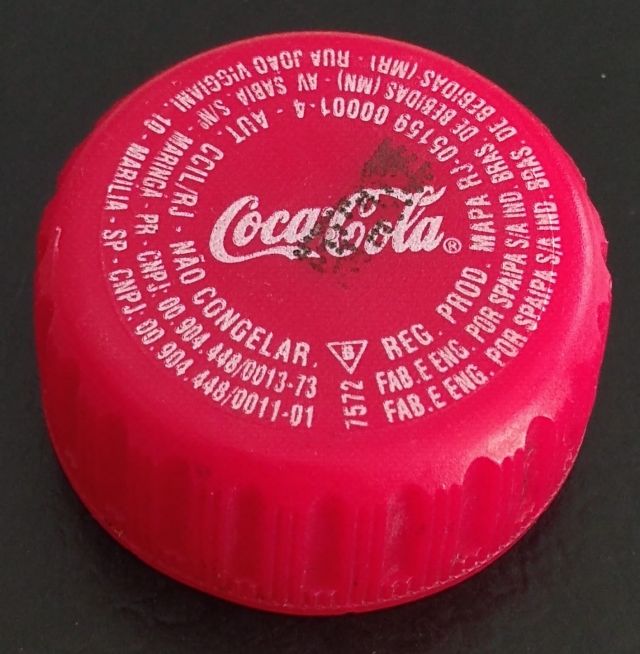 Coca-Cola®
REG. PROD. MAPA RJ-05159 00001-4 - AUT. CCIL/RJ - NÃO CONGELAR.
FAB.E ENG. POR SPAIPA S/A IND. BRAS. DE BEBIDAS (MN) - AV SABIA S/Nº - MARINGÁ - PR - CNPJ: 00.904.448/0013-73
FAB.E ENG. POR SPAIPA S/A IND. BRAS. DE BEBIDAS (MR) - RUA JOAO VIGGIANI, 10 - MARILIA - SP - CNPJ: 00.904.448/0011-01
B
7572